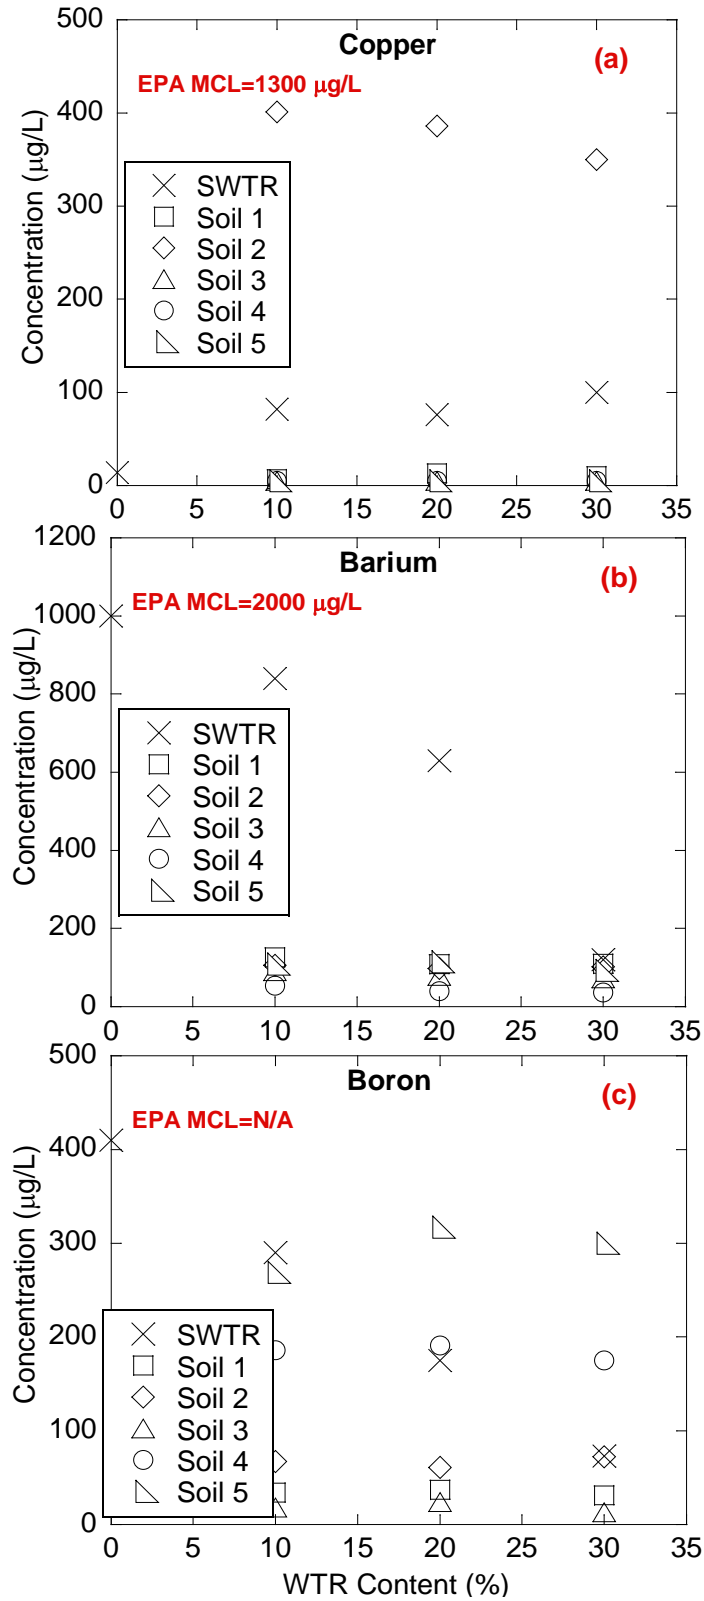 500
Copper
(a)
EPA MCL=1300 μg/L
400
SWTR
Soil 1
Soil 2
Soil 3
Soil 4
Soil 5
300
200
100
0
Concentration (μg/L)
0 5 10 15 20 25 30 35
1200
Barium
(b)
EPA MCL=2000 μg/L
1000
800
SWTR
Soil 1
Soil 2
Soil 3
Soil 4
Soil 5
600
400
200
0
Concentration (μg/L)
0 5 10 15 20 25 30 35
500
Boron
(c)
EPA MCL=N/A
400
300
SWTR
Soil 1
Soil 2
Soil 3
Soil 4
Soil 5
200
100
0
Concentration (μg/L)
0 5 10 15 20 25 30 35
WTR Content (%)